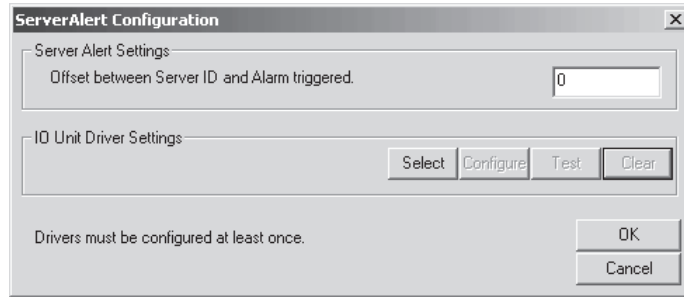 ServerAlert Configuration
Server Alert Settings
Offset between Server ID and Alarm triggered. 0
IO Unit Driver Settings
Select Configure Test Clear
Drivers must be configured at least once.
OK
Cancel